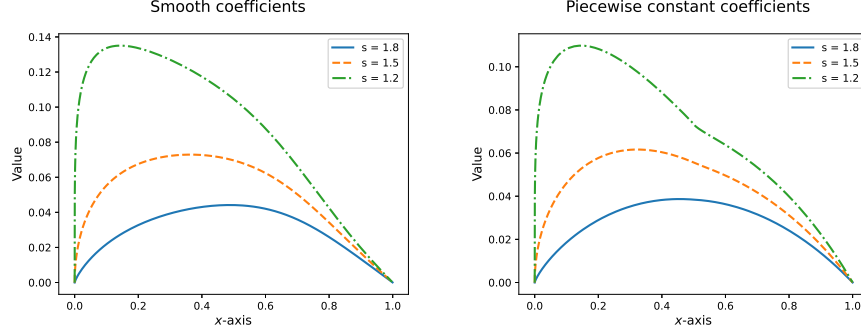 Smooth coefficients
0.14
0.12
0.10
0.08
0.06
0.04
0.02
0.00
Value
0.0 0.2 0.4 0.6 0.8 1.0
x-axis
s = 1.8
s = 1.5
s = 1.2
Piecewise constant coefficients
0.10
0.08
0.06
0.04
0.02
0.00
Value
0.0 0.2 0.4 0.6 0.8 1.0
x-axis
s = 1.8
s = 1.5
s = 1.2